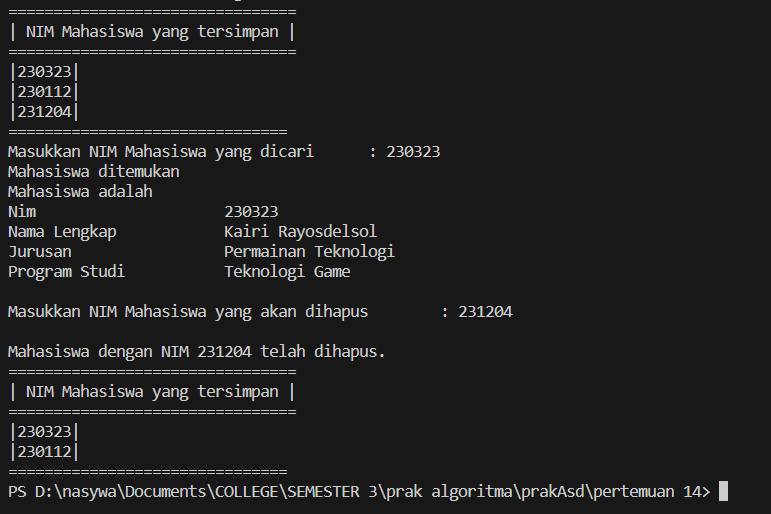 ================================
| NIM Mahasiswa yang tersimpan |
================================
|230323|
|230112|
|231204|
===============================
Masukkan NIM Mahasiswa yang dicari      : 230323
Mahasiswa ditemukan
Mahasiswa adalah
Nim                     230323
Nama Lengkap            Kairi Rayosdelsol
Jurusan                 Permainan Teknologi
Program Studi           Teknologi Game

Masukkan NIM Mahasiswa yang akan dihapus        : 231204

Mahasiswa dengan NIM 231204 telah dihapus.
================================
| NIM Mahasiswa yang tersimpan |
================================
|230323|
|230112|
===============================
PS D:\nasywa\Documents\COLLEGE\SEMESTER 3\prak algoritma\prakAsd\pertemuan 14>